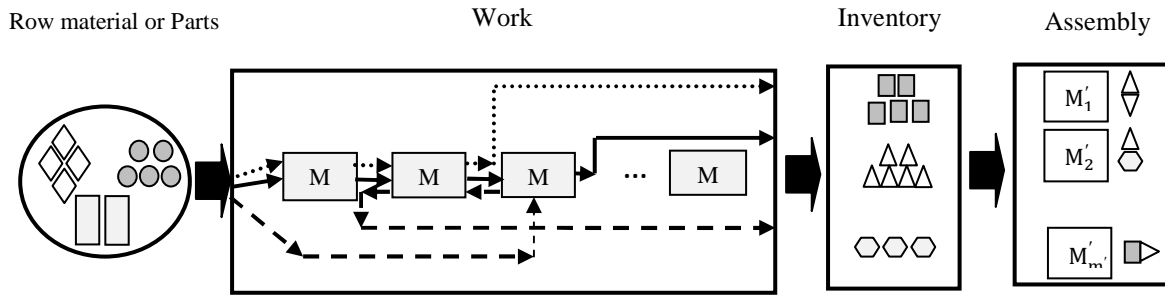 Row material or Parts
Work
Inventory
Assembly
M
M
M
...
M
M′1
M′2
M′m′